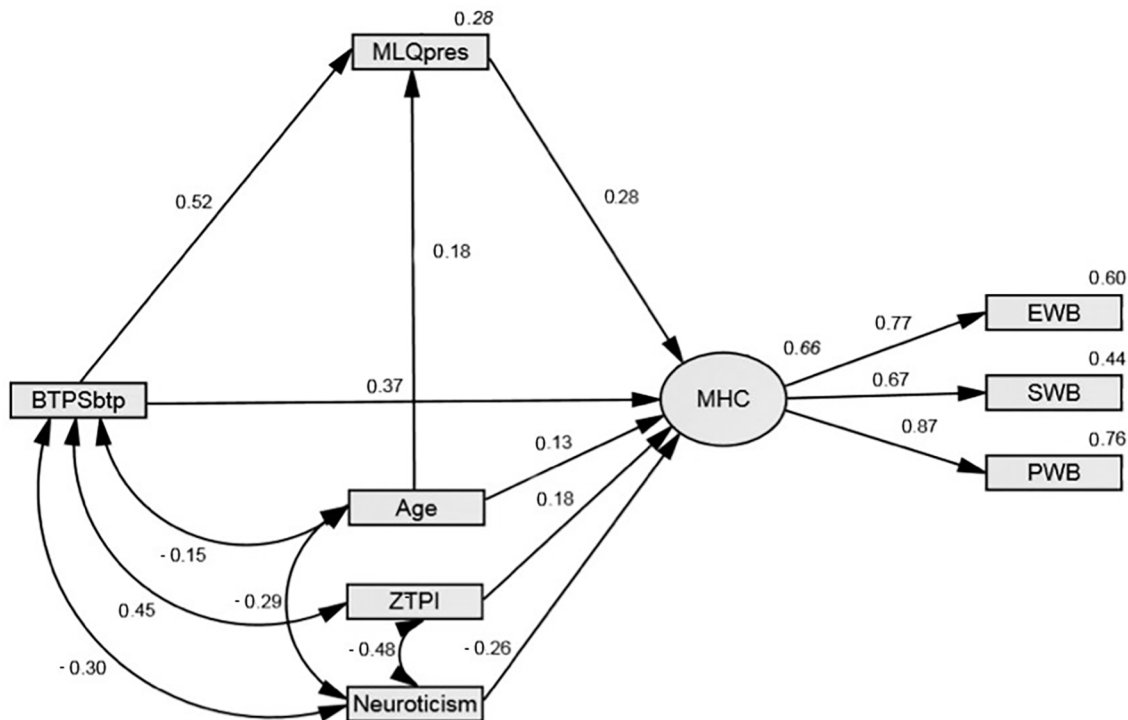 0.28
MLQpres
0.52
0.28
0.18
0.60
EWB
0.77
0.66
0.44
BTPSbtp
0.37
MHC
0.67
SWB
0.87
0.76
PWB
0.13
Age
0.18
- 0.15
ZTPI
0.45
- 0.29
- 0.48
- 0.26
- 0.30
Neuroticism